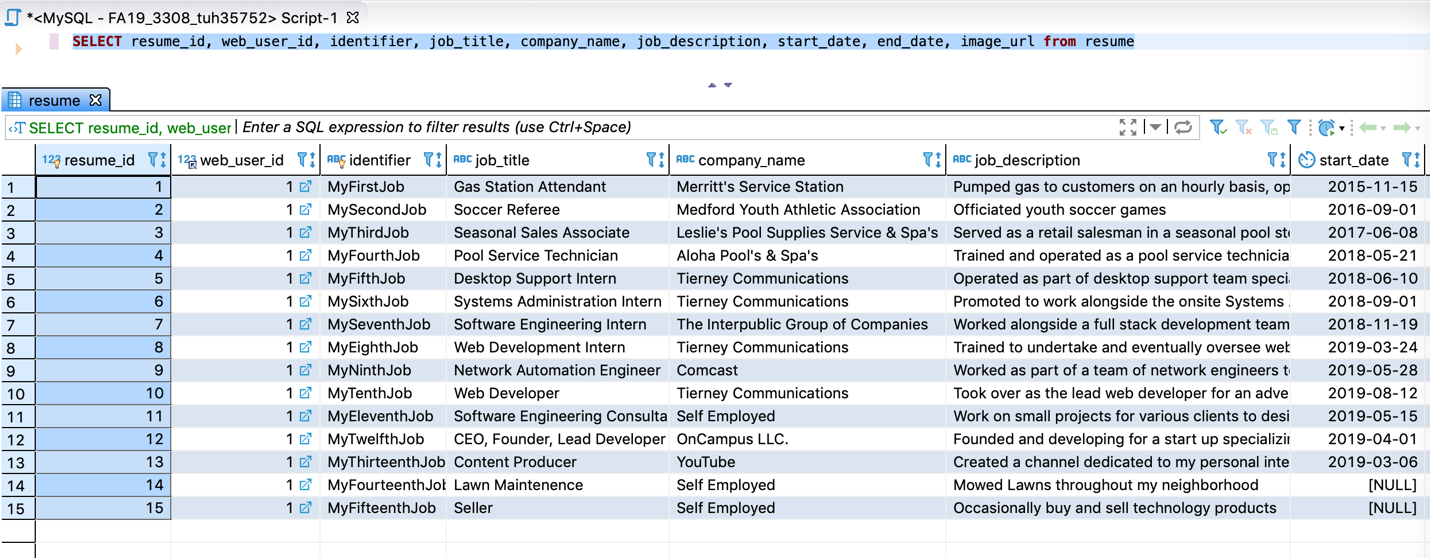 *<MySQL - FA19_3308_tuh35752> Script-1
SELECT resume_id, web_user_id, identifier, job_title, company_name, job_description, start_date, end_date, image_url from resume
resume
SELECT resume_id, web_user Enter a SQL expression to filter results (use Ctrl+Space)
123 resume_id 123 web_user_id ABC identifier ABC job_title ABC company_name ABC job_description start_date
1 1 1 MyFirstJob Gas Station Attendant Merritt's Service Station Pumped gas to customers on an hourly basis, op 2015-11-15
2 2 1 MySecondJob Soccer Referee Medford Youth Athletic Association Officiated youth soccer games 2016-09-01
3 3 1 MyThirdJob Seasonal Sales Associate Leslie's Pool Supplies Service & Spa's Served as a retail salesman in a seasonal pool sto 2017-06-08
4 4 1 MyFourthJob Pool Service Technician Aloha Pool's & Spa's Trained and operated as a pool service technicia 2018-05-21
5 5 1 MyFifthJob Desktop Support Intern Tierney Communications Operated as part of desktop support team speci 2018-06-10
6 6 1 MySixthJob Systems Administration Intern Tierney Communications Promoted to work alongside the onsite Systems 2018-09-01
7 7 1 MySeventhJob Software Engineering Intern The Interpublic Group of Companies Worked alongside a full stack development team 2018-11-19
8 8 1 MyEighthJob Web Development Intern Tierney Communications Trained to undertake and eventually oversee web 2019-03-24
9 9 1 MyNinthJob Network Automation Engineer Comcast Worked as part of a team of network engineers to 2019-05-28
10 10 1 MyTenthJob Web Developer Tierney Communications Took over as the lead web developer for an adve 2019-08-12
11 11 1 MyEleventhJob Software Engineering Consulta Self Employed Work on small projects for various clients to desi 2019-05-15
12 12 1 MyTwelfthJob CEO, Founder, Lead Developer OnCampus LLC. Founded and developing for a start up specializi 2019-04-01
13 13 1 MyThirteenthJob Content Producer YouTube Created a channel dedicated to my personal inte 2019-03-06
14 14 1 MyFourteenthJob Lawn Maintenence Self Employed Mowed Lawns throughout my neighborhood [NULL]
15 15 1 MyFifteenthJob Seller Self Employed Occasionally buy and sell technology products [NULL]